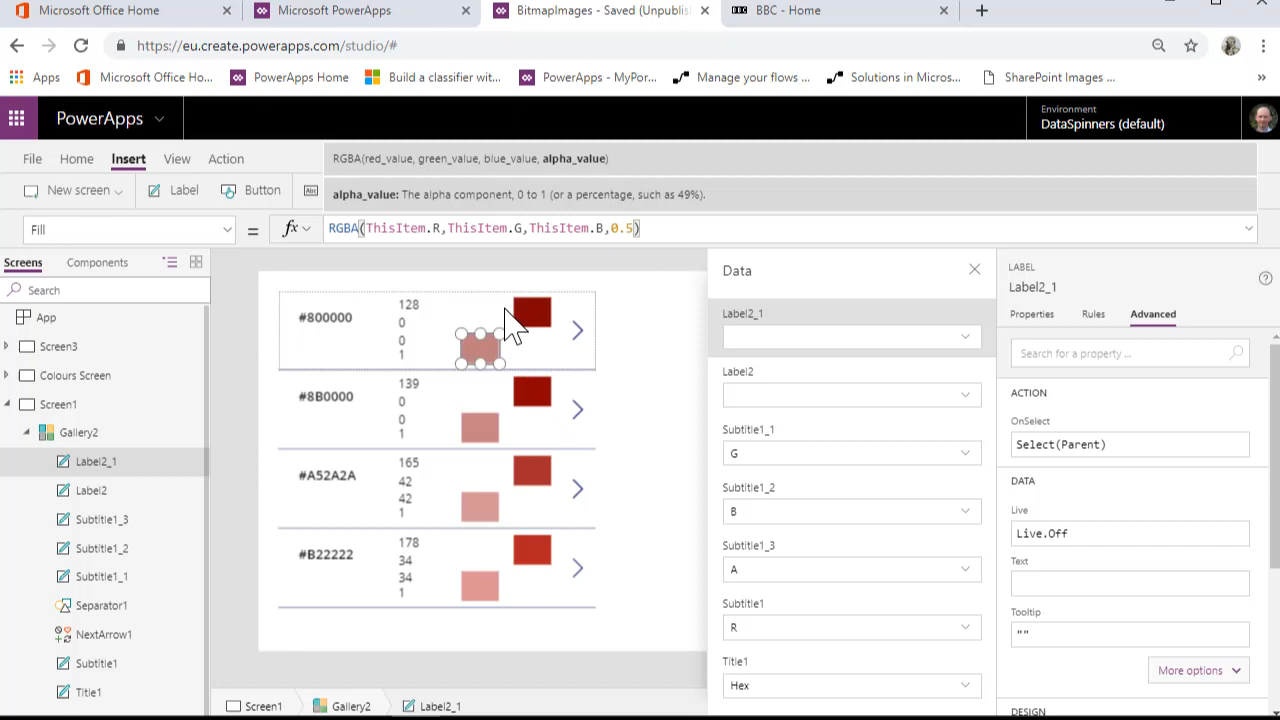 Microsoft Office Home
Microsoft PowerApps
BitmapImages - Saved (Unpublis
BBC - Home
https://eu.create.powerapps.com/studio/#
Apps
Microsoft Office Ho...
PowerApps Home
Build a classifier wit...
PowerApps - MyPor...
Manage your flows ...
Solutions in Micros...
SharePoint Images ...
PowerApps
Environment
DataSpinners (default)
File
Home
Insert
View
Action
RGBA(red_value, green_value, blue_value, alpha_value)
New screen
Label
Button
Abc
alpha_value: The alpha component, 0 to 1 (or a percentage, such as 49%).
Fill
=
fx
RGBA(ThisItem.R,ThisItem.G,ThisItem.B,0.5)
Screens
Components
Search
App
Screen3
Colours Screen
Screen1
Gallery2
Label2_1
Label2
Subtitle1_3
Subtitle1_2
Subtitle1_1
Separator1
NextArrow1
Subtitle1
Title1
#800000
128
0
0
1
#8B0000
139
0
0
1
#A52A2A
165
42
42
1
#B22222
178
34
34
1
Screen1
Gallery2
Label2_1
Data
Label2_1
Label2
Subtitle1_1
G
Subtitle1_2
B
Subtitle1_3
A
Subtitle1
R
Title1
Hex
LABEL
Label2_1
Properties
Rules
Advanced
Search for a property ...
ACTION
OnSelect
Select(Parent)
DATA
Live
Live.Off
Text
Tooltip
""
More options
DESIGN